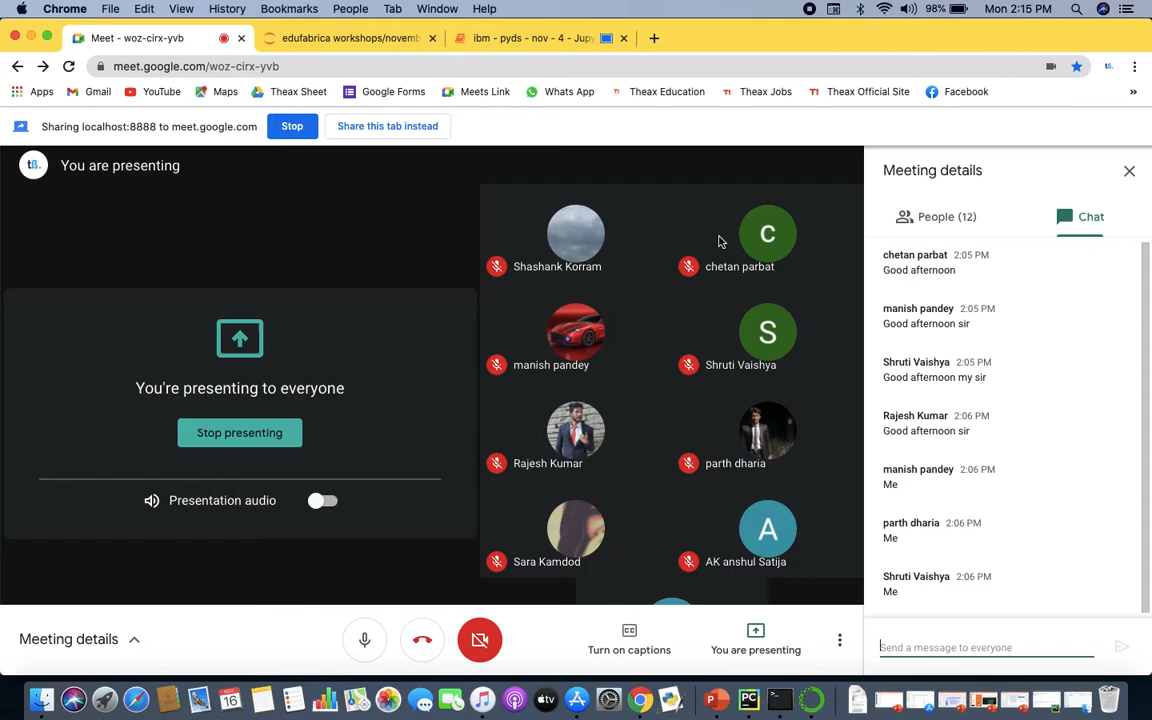 Chrome File Edit View History Bookmarks People Tab Window Help 98% Mon 2:15 PM
Meet - woz-cirx-yvb edufabrica workshops/novemb ibm - pyds - nov - 4 - Jupy
meet.google.com/woz-cirx-yvb
Apps Gmail YouTube Maps Theax Sheet Google Forms Meets Link Whats App Theax Education Theax Jobs Theax Official Site Facebook
Sharing localhost:8888 to meet.google.com Stop Share this tab instead
tß. You are presenting
Shashank Korram
C
chetan parbat
manish pandey
S
Shruti Vaishya
Rajesh Kumar
parth dharia
Sara Kamdod
A
AK anshul Satija
You're presenting to everyone
Stop presenting
Presentation audio
Meeting details
Turn on captions
You are presenting
Meeting details
People (12) Chat
chetan parbat 2:05 PM
Good afternoon
manish pandey 2:05 PM
Good afternoon sir
Shruti Vaishya 2:05 PM
Good afternoon my sir
Rajesh Kumar 2:06 PM
Good afternoon sir
manish pandey 2:06 PM
Me
parth dharia 2:06 PM
Me
Shruti Vaishya 2:06 PM
Me
Send a message to everyone
NOV
16
tv
PC